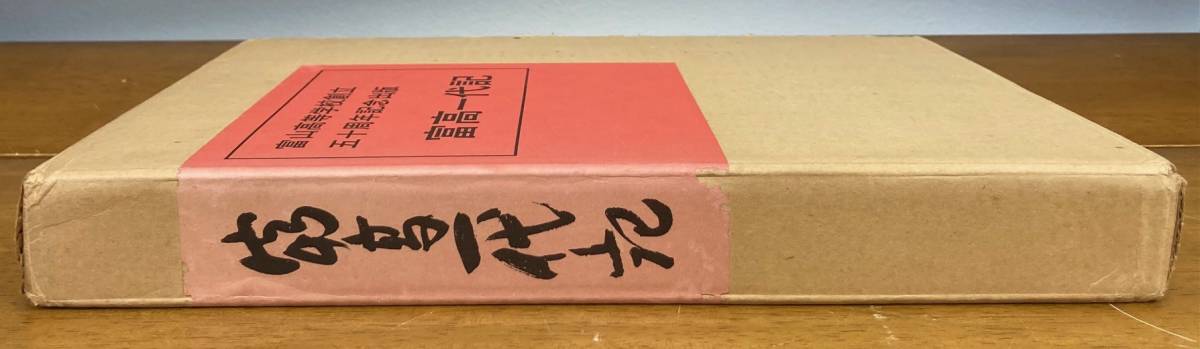 富山高等学校創立
五十周年記念出版
富高一代記
富高一代記